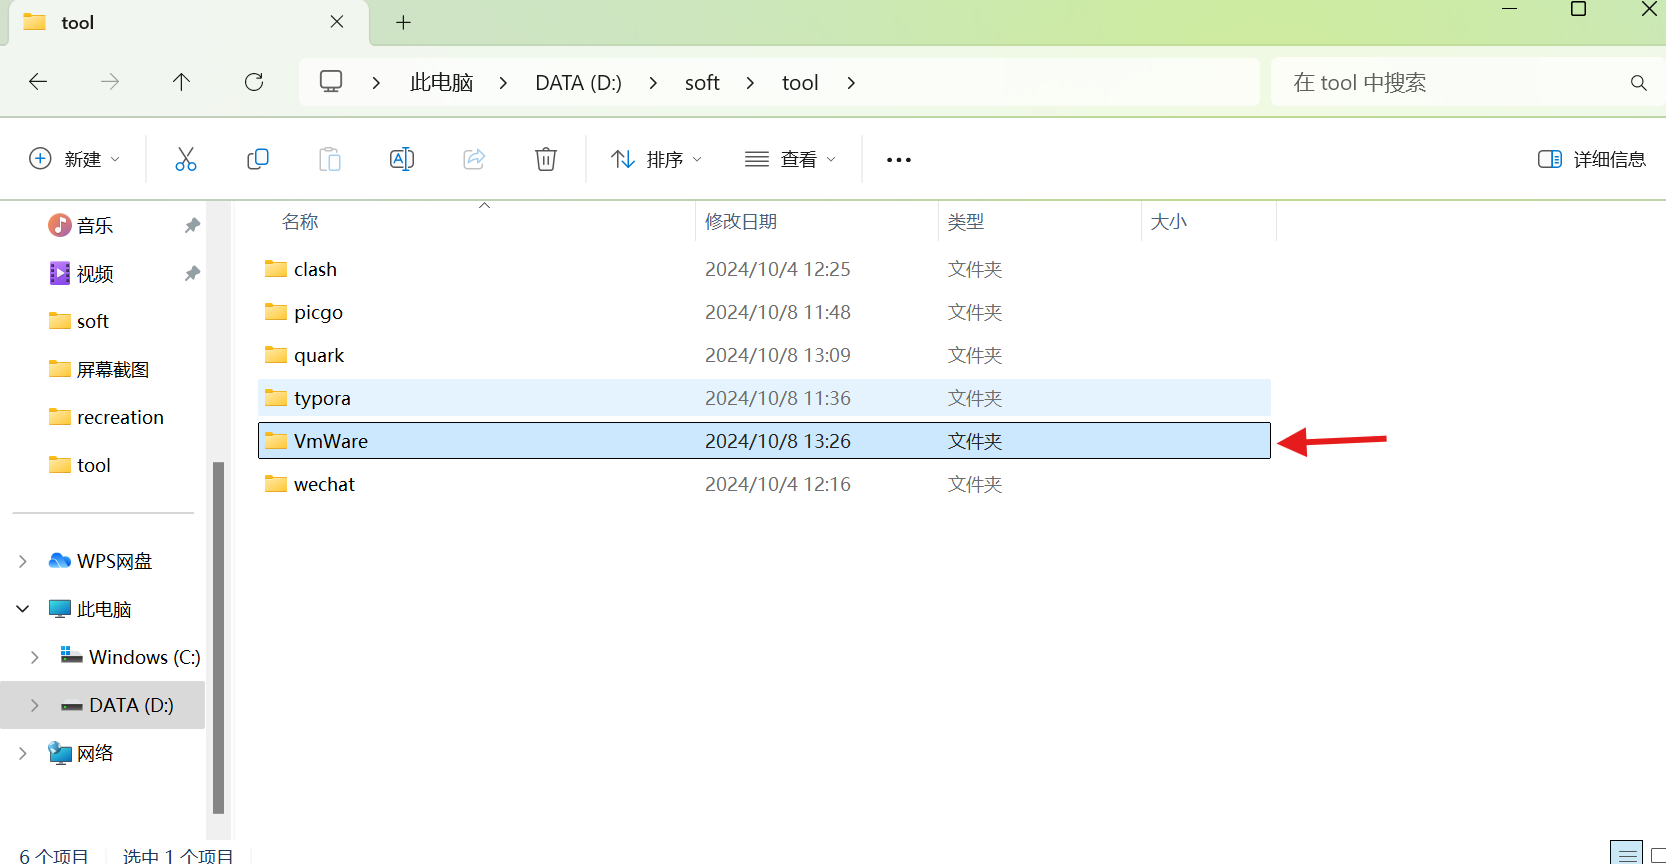 tool
此电脑 DATA (D:) soft tool
在 tool 中搜索
新建 排序 查看 详细信息
音乐
视频
soft
屏幕截图
recreation
tool
WPS网盘
此电脑
Windows (C:)
DATA (D:)
网络
名称 修改日期 类型 大小
clash 2024/10/4 12:25 文件夹
picgo 2024/10/8 11:48 文件夹
quark 2024/10/8 13:09 文件夹
typora 2024/10/8 11:36 文件夹
VmWare 2024/10/8 13:26 文件夹
wechat 2024/10/4 12:16 文件夹
6 个项目 选中 1 个项目